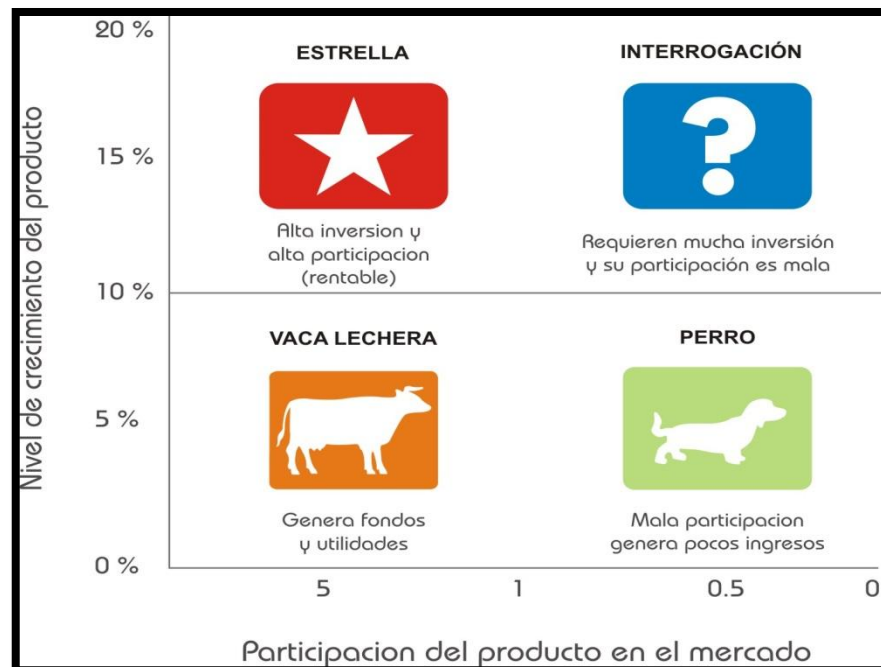 20 %
ESTRELLA
INTERROGACIÓN
?
15 %
Alta inversion y
alta participacion
(rentable)
Requieren mucha inversión
y su participación es mala
10 %
VACA LECHERA
PERRO
5 %
Genera fondos
y utilidades
Mala participacion
genera pocos ingresos
0 %
5
1
0.5
0
Nivel de crecimiento del producto
Participacion del producto en el mercado